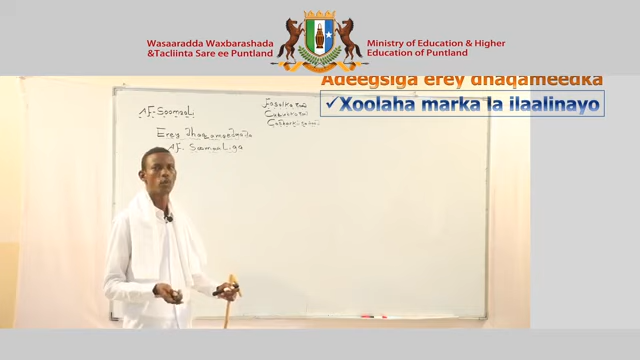 Wasaaradda Waxbarashada
&Tacliinta Sare ee Puntland
Ministry of Education & Higher
Education of Puntland
Adeegsiga erey dhaqameedka
✓Xoolaha marka la ilaalinayo
AF-Soomaali
Erey dhaqameedkada
AF. SoomaaLiga